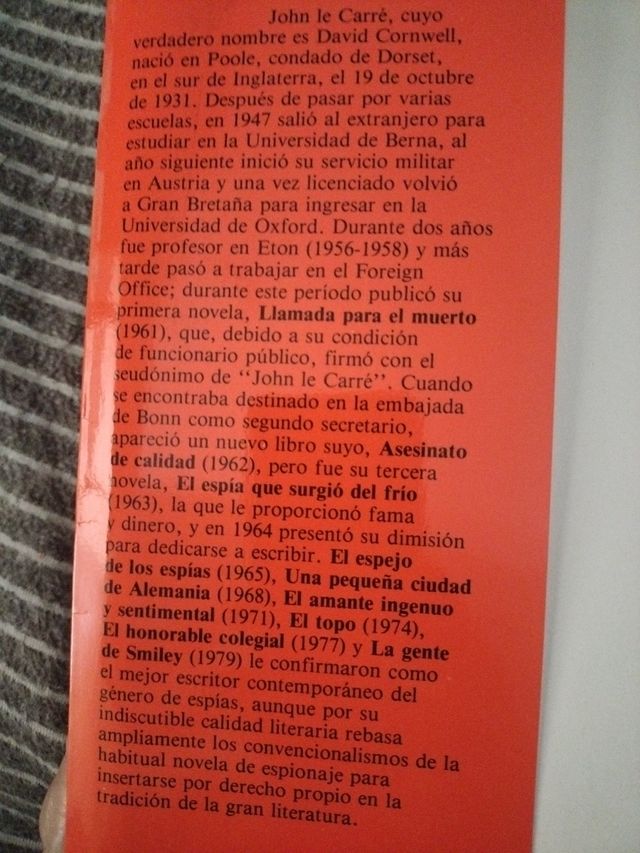 John le Carré, cuyo
verdadero nombre es David Cornwell,
nació en Poole, condado de Dorset,
en el sur de Inglaterra, el 19 de octubre
de 1931. Después de pasar por varias
escuelas, en 1947 salió al extranjero para
estudiar en la Universidad de Berna, al
año siguiente inició su servicio militar
en Austria y una vez licenciado volvió
a Gran Bretaña para ingresar en la
Universidad de Oxford. Durante dos años
fue profesor en Eton (1956-1958) y más
tarde pasó a trabajar en el Foreign
Office; durante este período publicó su
primera novela, Llamada para el muerto
(1961), que, debido a su condición
de funcionario público, firmó con el
seudónimo de ‘‘John le Carré’’. Cuando
se encontraba destinado en la embajada
de Bonn como segundo secretario,
apareció un nuevo libro suyo, Asesinato
de calidad (1962), pero fue su tercera
novela, El espía que surgió del frío
(1963), la que le proporcionó fama
y dinero, y en 1964 presentó su dimisión
para dedicarse a escribir. El espejo
de los espías (1965), Una pequeña ciudad
de Alemania (1968), El amante ingenuo
y sentimental (1971), El topo (1974),
El honorable colegial (1977) y La gente
de Smiley (1979) le confirmaron como
el mejor escritor contemporáneo del
género de espías, aunque por su
indiscutible calidad literaria rebasa
ampliamente los convencionalismos de la
habitual novela de espionaje para
insertarse por derecho propio en la
tradición de la gran literatura.